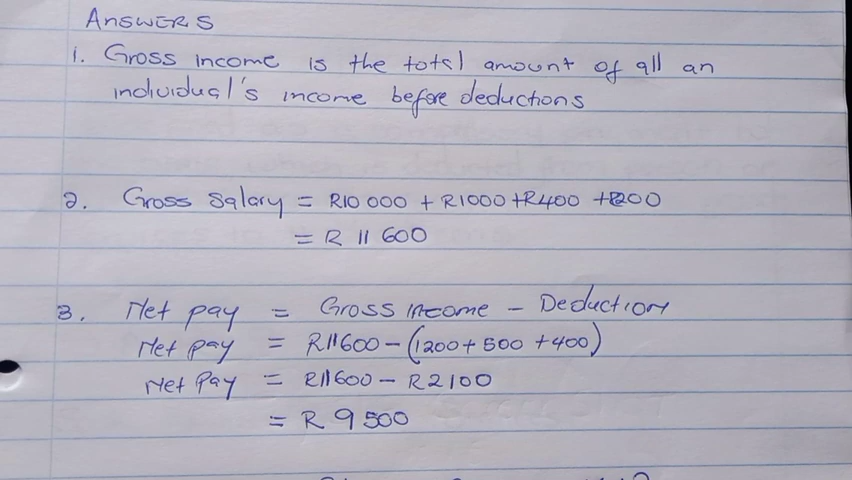 ANSWERS
1. Gross income is the total amount of all an
individual's income before deductions
2. Gross Salary = R10 000 + R1000 + R400 + R200
= R 11 600
3. Net pay = Gross income - Deduction
Net pay = R11600 - (1200 + 500 + 400)
Net Pay = R11600 - R2100
= R 9 500